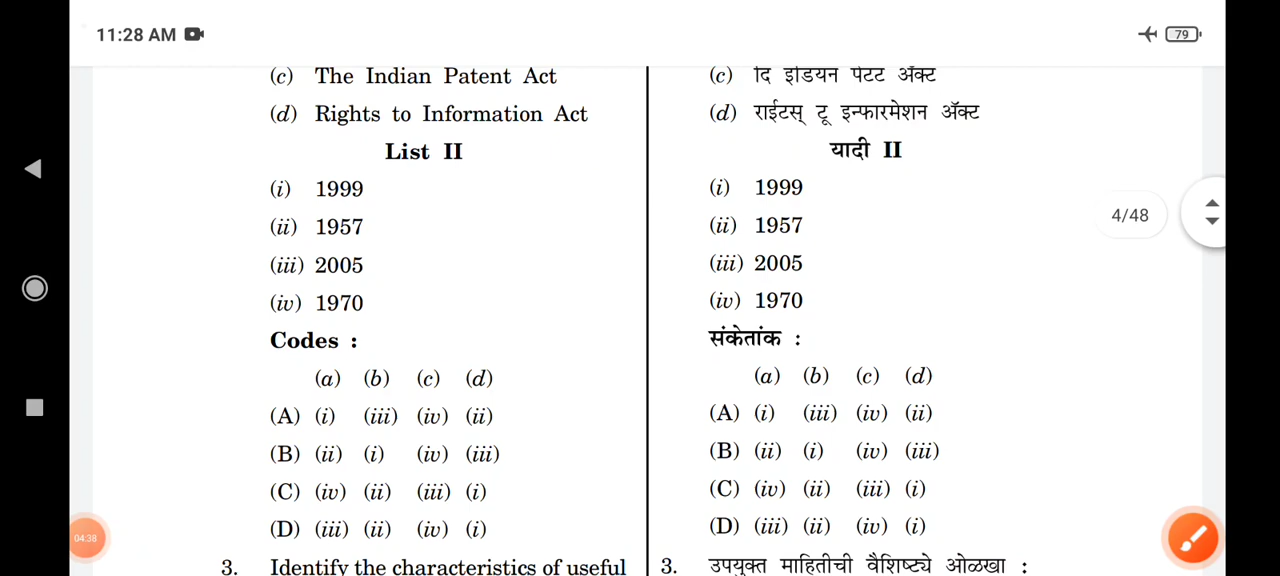 11:28 AM
79
(c) The Indian Patent Act
(d) Rights to Information Act
List II
(i) 1999
(ii) 1957
(iii) 2005
(iv) 1970
Codes :
(a) (b) (c) (d)
(A) (i) (iii) (iv) (ii)
(B) (ii) (i) (iv) (iii)
(C) (iv) (ii) (iii) (i)
(D) (iii) (ii) (iv) (i)
3. Identify the characteristics of useful
(c) दि इंडियन पेटंट ॲक्ट
(d) राईटस् टू इन्फारमेशन ॲक्ट
यादी II
(i) 1999
(ii) 1957
(iii) 2005
(iv) 1970
संकेतांक :
(a) (b) (c) (d)
(A) (i) (iii) (iv) (ii)
(B) (ii) (i) (iv) (iii)
(C) (iv) (ii) (iii) (i)
(D) (iii) (ii) (iv) (i)
3. उपयुक्त माहितीची वैशिष्ट्ये ओळखा :
4/48
04:38